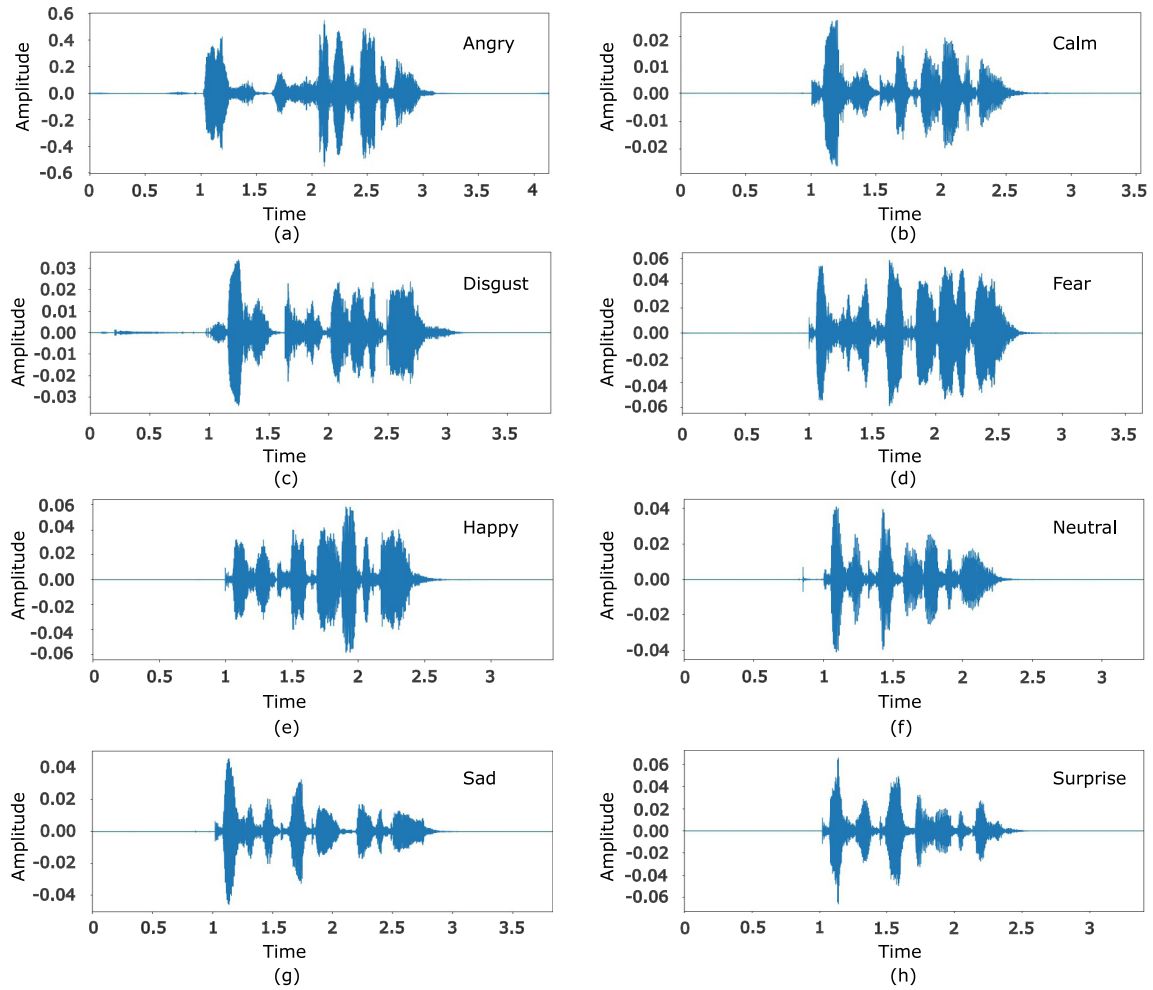 Angry
Amplitude
0.6
0.4
0.2
0.0
-0.2
-0.4
-0.6
0 0.5 1 1.5 2 2.5 3 3.5 4
Time
(a)
Calm
Amplitude
0.02
0.01
0.00
-0.01
-0.02
0 0.5 1 1.5 2 2.5 3 3.5
Time
(b)
Disgust
Amplitude
0.03
0.02
0.01
0.00
-0.01
-0.02
-0.03
0 0.5 1 1.5 2 2.5 3 3.5
Time
(c)
Fear
Amplitude
0.06
0.04
0.02
0.00
-0.02
-0.04
-0.06
0 0.5 1 1.5 2 2.5 3 3.5
Time
(d)
Happy
Amplitude
0.06
0.04
0.02
0.00
-0.02
-0.04
-0.06
0 0.5 1 1.5 2 2.5 3
Time
(e)
Neutral
Amplitude
0.04
0.02
0.00
-0.02
-0.04
0 0.5 1 1.5 2 2.5 3
Time
(f)
Sad
Amplitude
0.04
0.02
0.00
-0.02
-0.04
0 0.5 1 1.5 2 2.5 3 3.5
Time
(g)
Surprise
Amplitude
0.06
0.04
0.02
0.00
-0.02
-0.04
-0.06
0 0.5 1 1.5 2 2.5 3
Time
(h)